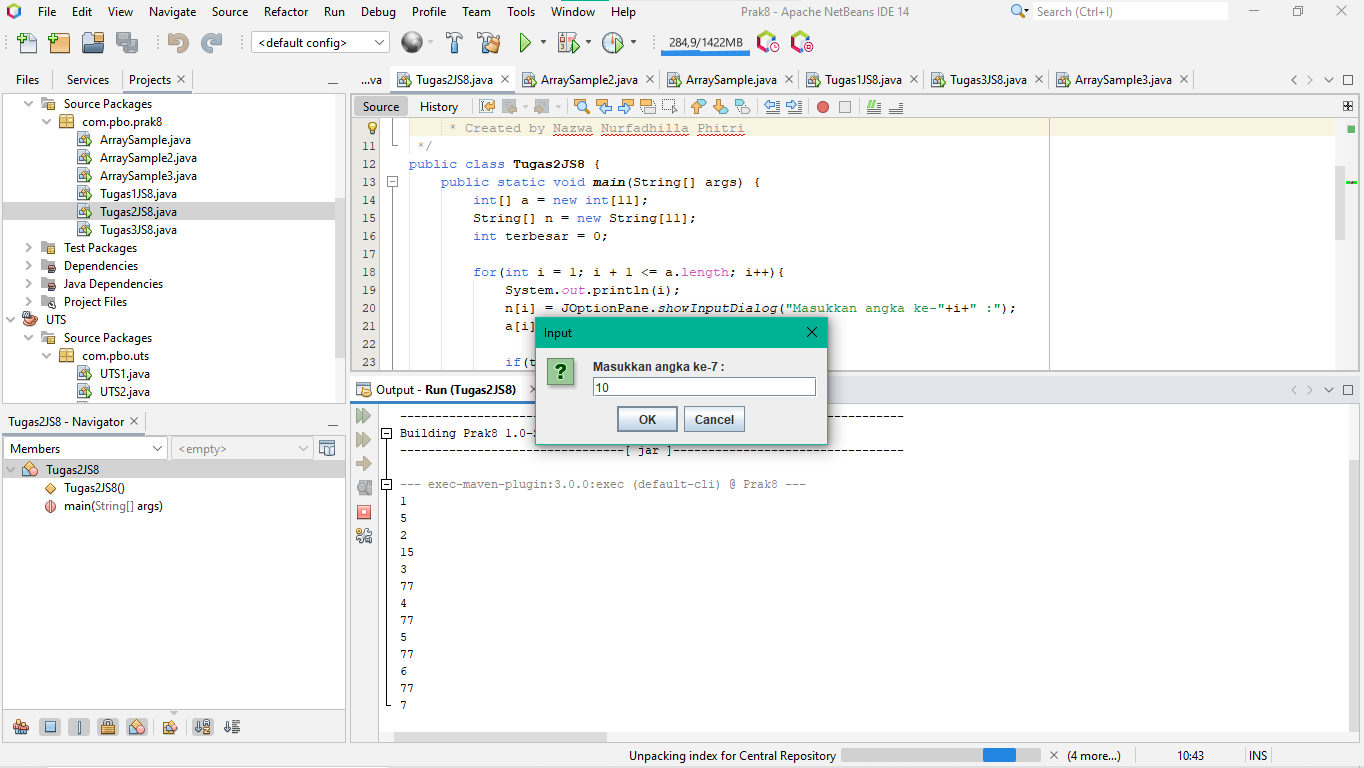 File Edit View Navigate Source Refactor Run Debug Profile Team Tools Window Help Prak8 - Apache NetBeans IDE 14 Search (Ctrl+I)
<default config> 284,9/1422MB
Files Services Projects
...va Tugas2JS8.java ArraySample2.java ArraySample.java Tugas1JS8.java Tugas3JS8.java ArraySample3.java
Source Packages
com.pbo.prak8
ArraySample.java
ArraySample2.java
ArraySample3.java
Tugas1JS8.java
Tugas2JS8.java
Tugas3JS8.java
Test Packages
Dependencies
Java Dependencies
Project Files
UTS
Source Packages
com.pbo.uts
UTS1.java
UTS2.java
Source History
* Created by Nazwa Nurfadhilla Phitri
11 */
12 public class Tugas2JS8 {
13 public static void main(String[] args) {
14 int[] a = new int[11];
15 String[] n = new String[11];
16 int terbesar = 0;
17
18 for(int i = 1; i + 1 <= a.length; i++){
19 System.out.println(i);
20 n[i] = JOptionPane.showInputDialog("Masukkan angka ke-"+i+" :");
21 a[i]
22
23 if(t
Input
Masukkan angka ke-7 :
10
OK Cancel
Tugas2JS8 - Navigator
Members <empty>
Tugas2JS8
Tugas2JS8()
main(String[] args)
Output - Run (Tugas2JS8)
Building Prak8 1.0-
--------------------------------[ jar ]---------------------------------
--- exec-maven-plugin:3.0.0:exec (default-cli) @ Prak8 ---
1
5
2
15
3
77
4
77
5
77
6
77
7
Unpacking index for Central Repository (4 more...) 10:43 INS